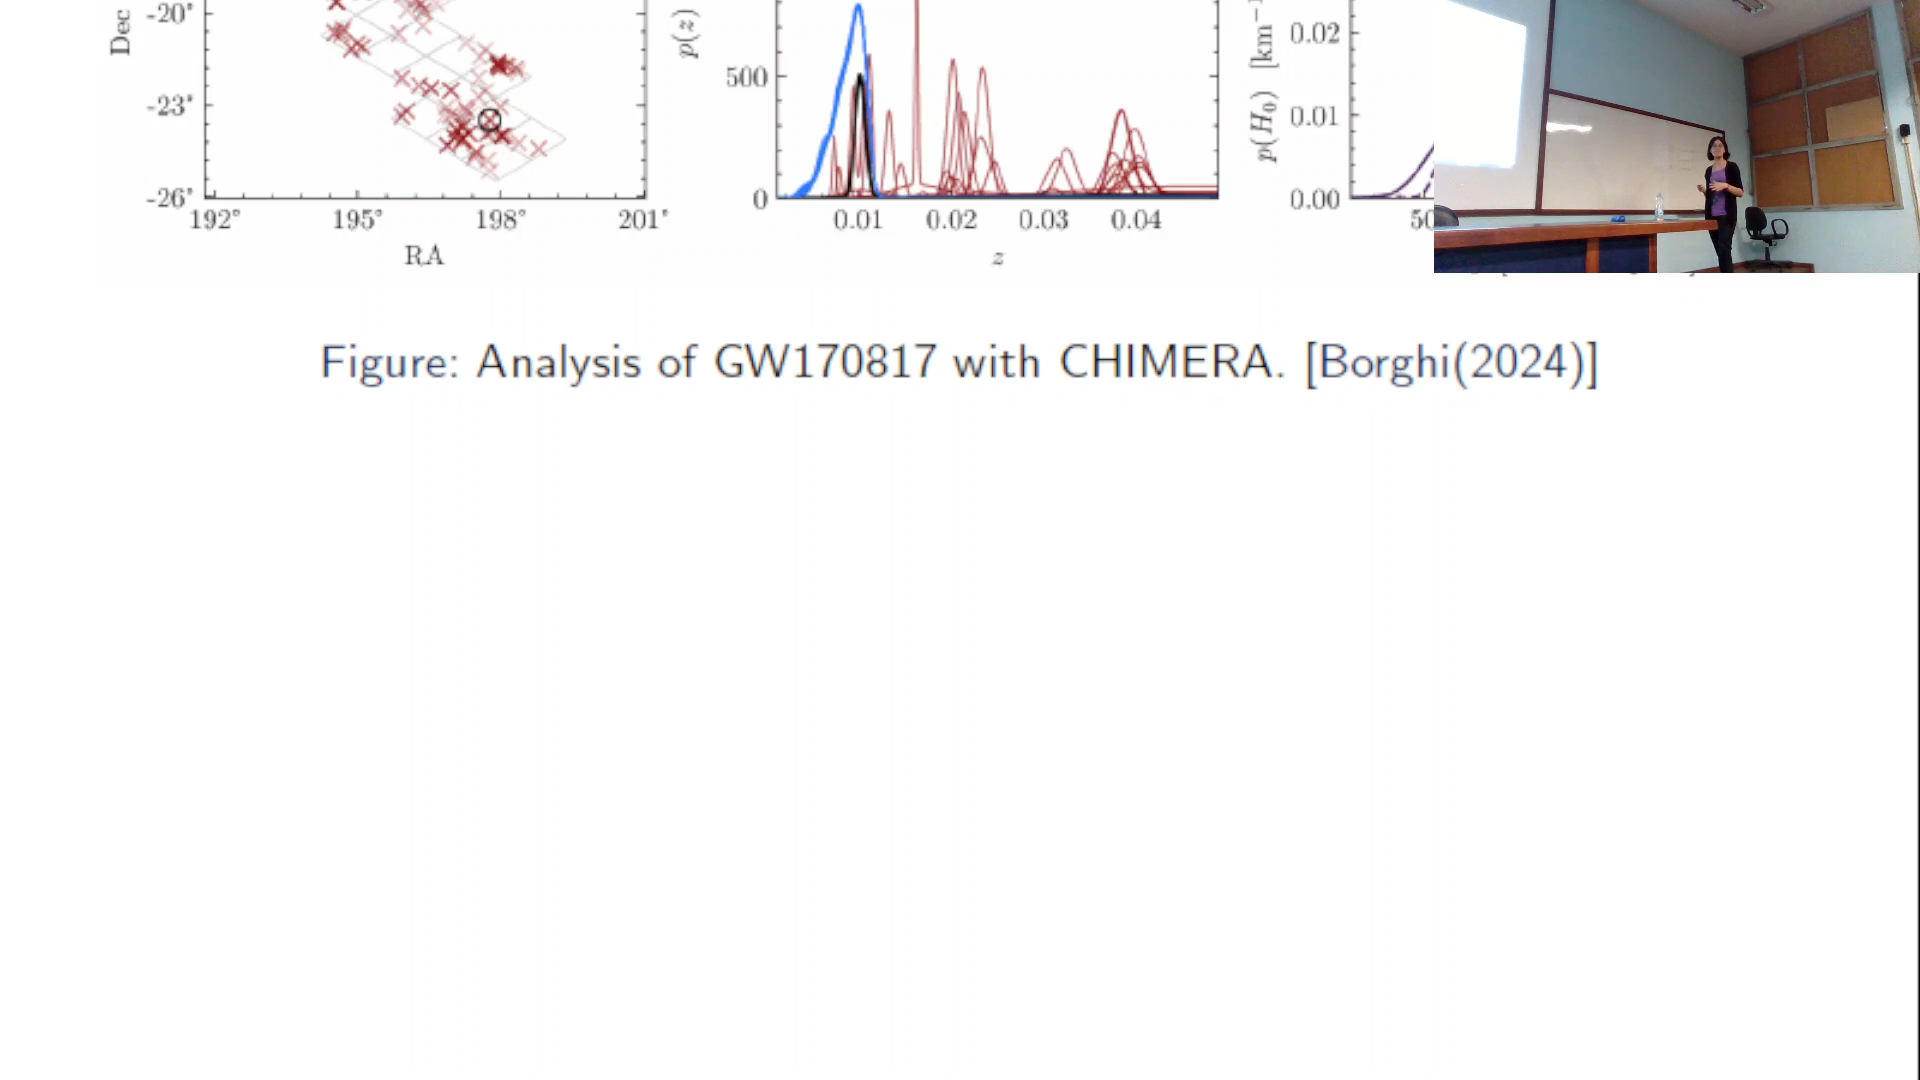 Dec
-20°
-23°
-26°
192° 195° 198° 201°
RA
p(z)
500
0
0.01 0.02 0.03 0.04
z
p(H₀) [km⁻
0.02
0.01
0.00
50
Figure: Analysis of GW170817 with CHIMERA. [Borghi(2024)]